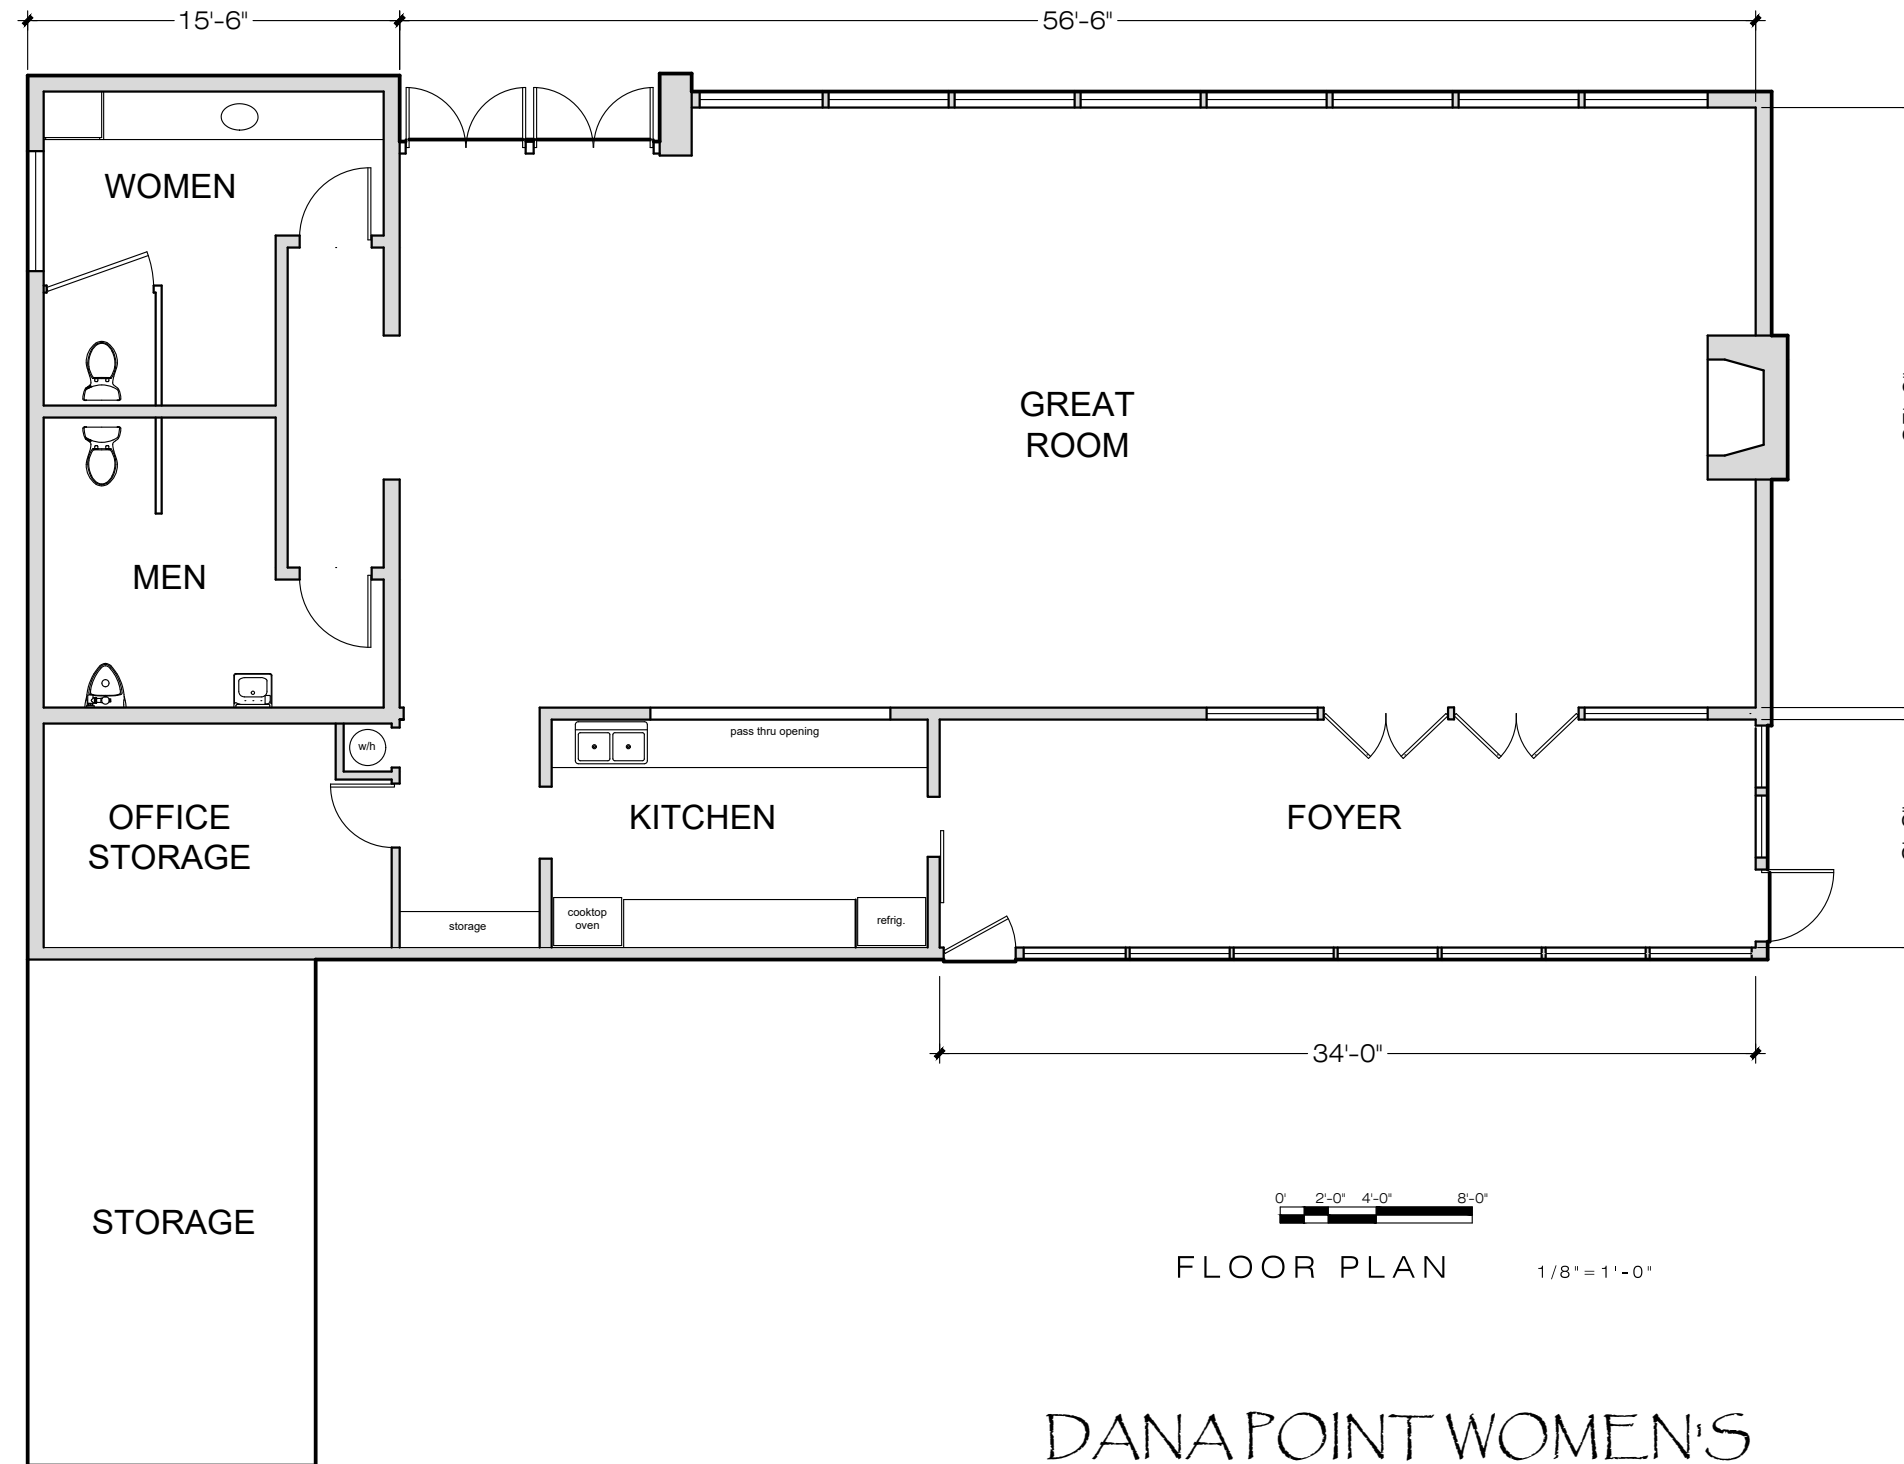 15'-6"
56'-6"
WOMEN
GREAT
ROOM
MEN
w/h
pass thru opening
OFFICE
STORAGE
KITCHEN
FOYER
storage
cooktop
oven
refrig.
34'-0"
STORAGE
0' 2'-0" 4'-0" 8'-0"
FLOOR PLAN 1/8"=1'-0"
DANA POINT WOMEN'S